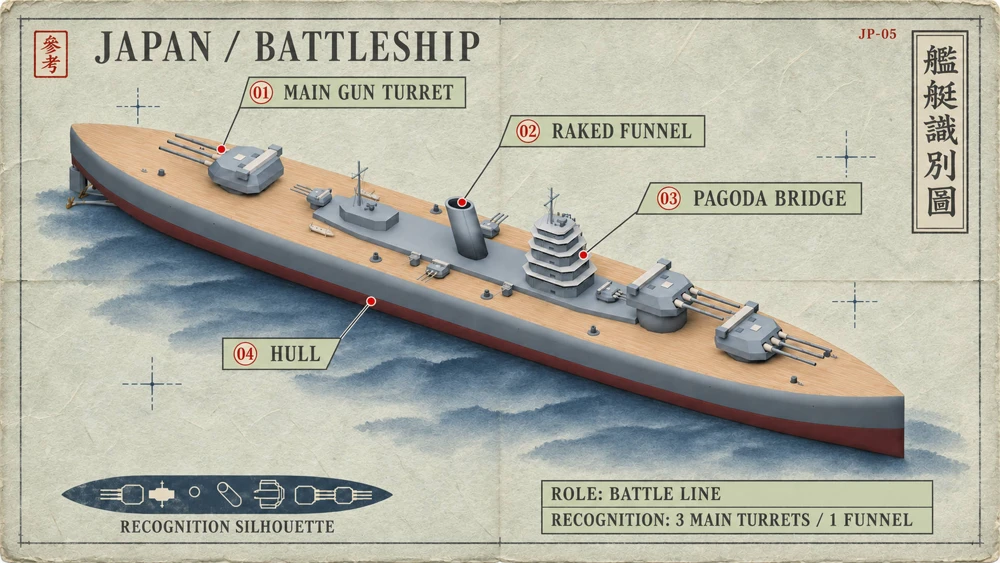 參考
JAPAN / BATTLESHIP
JP-05
艦艇識別圖
01 MAIN GUN TURRET
02 RAKED FUNNEL
03 PAGODA BRIDGE
04 HULL
RECOGNITION SILHOUETTE
ROLE: BATTLE LINE
RECOGNITION: 3 MAIN TURRETS / 1 FUNNEL